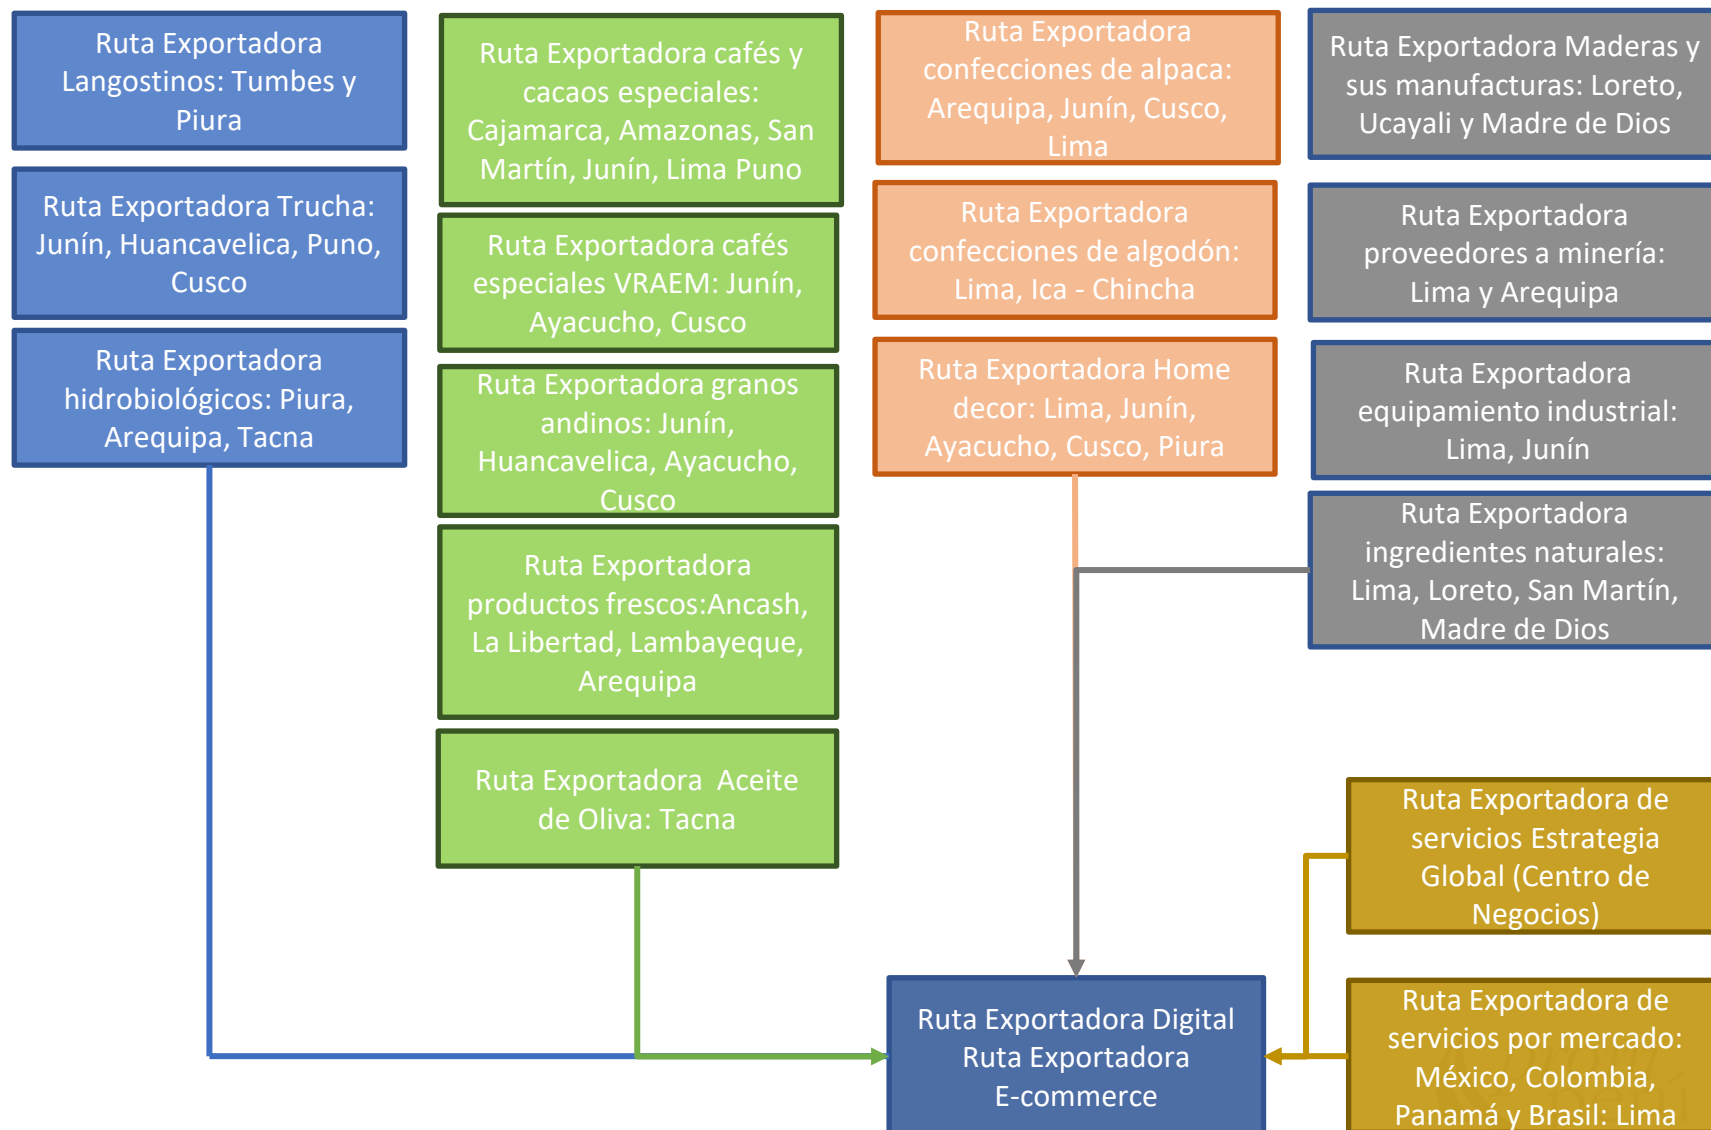 Ruta Exportadora
Langostinos: Tumbes y
Piura
Ruta Exportadora Trucha:
Junín, Huancavelica, Puno,
Cusco
Ruta Exportadora
hidrobiológicos: Piura,
Arequipa, Tacna
Ruta Exportadora cafés y
cacaos especiales:
Cajamarca, Amazonas, San
Martín, Junín, Lima Puno
Ruta Exportadora cafés
especiales VRAEM: Junín,
Ayacucho, Cusco
Ruta Exportadora granos
andinos: Junín,
Huancavelica, Ayacucho,
Cusco
Ruta Exportadora
productos frescos:Ancash,
La Libertad, Lambayeque,
Arequipa
Ruta Exportadora  Aceite
de Oliva: Tacna
Ruta Exportadora
confecciones de alpaca:
Arequipa, Junín, Cusco,
Lima
Ruta Exportadora
confecciones de algodón:
Lima, Ica - Chincha
Ruta Exportadora Home
decor: Lima, Junín,
Ayacucho, Cusco, Piura
Ruta Exportadora Maderas y
sus manufacturas: Loreto,
Ucayali y Madre de Dios
Ruta Exportadora
proveedores a minería:
Lima y Arequipa
Ruta Exportadora
equipamiento industrial:
Lima, Junín
Ruta Exportadora
ingredientes naturales:
Lima, Loreto, San Martín,
Madre de Dios
Ruta Exportadora de
servicios Estrategia
Global (Centro de
Negocios)
Ruta Exportadora de
servicios por mercado:
México, Colombia,
Panamá y Brasil: Lima
Ruta Exportadora Digital
Ruta Exportadora
E-commerce